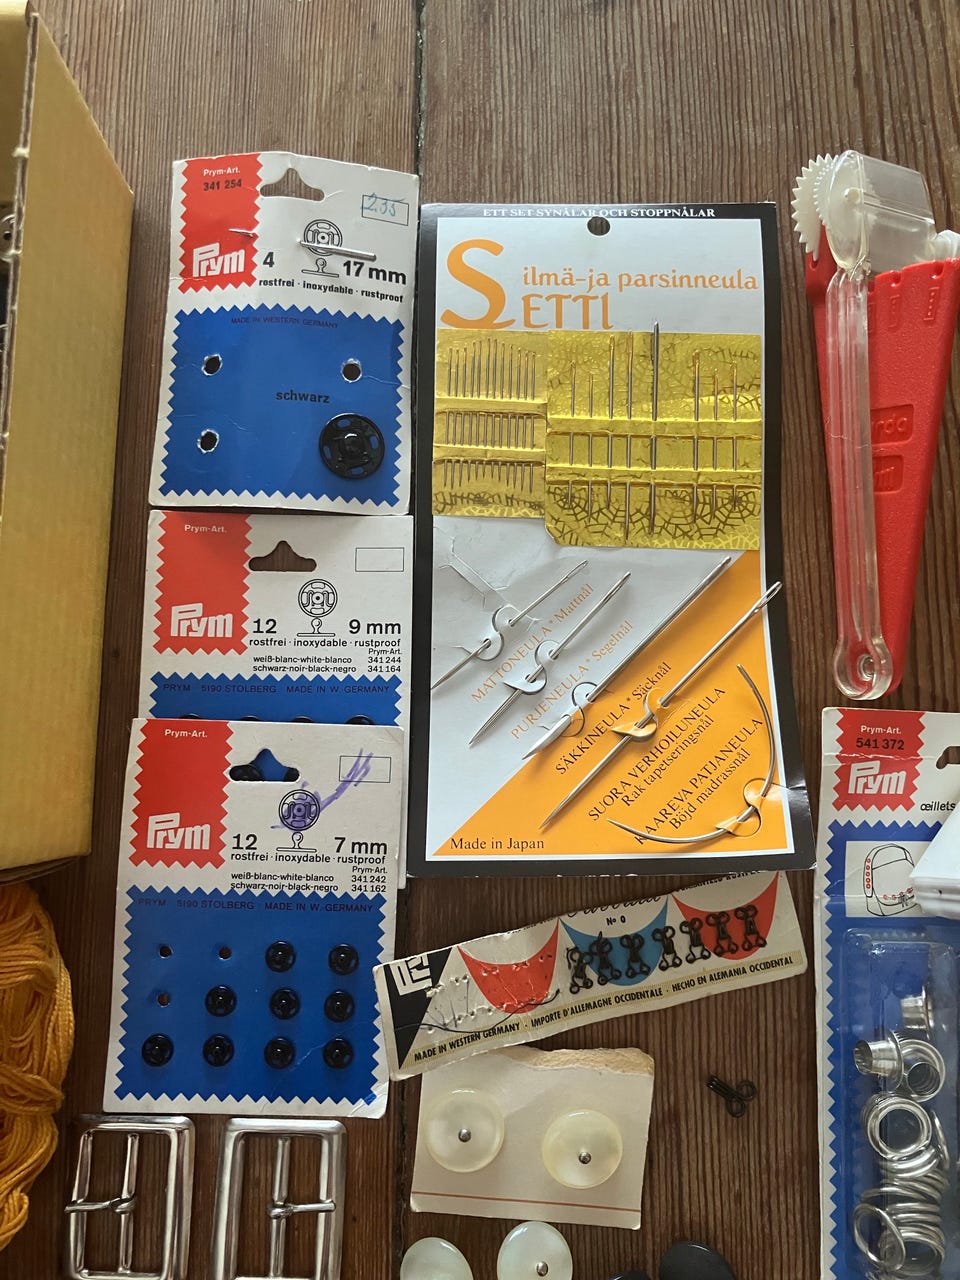 Prym-Art.
341 254
Prym
2.35
4
17 mm
rostfrei · inoxydable · rustproof
MADE IN WESTERN GERMANY
schwarz
Prym-Art.
Prym
12
9 mm
rostfrei · inoxydable · rustproof
Prym-Art.
weiß-blanc-white-blanco 341 244
schwarz-noir-black-negro 341 164
PRYM 5190 STOLBERG MADE IN W. GERMANY
Prym-Art.
Prym
12
7 mm
rostfrei · inoxydable · rustproof
Prym-Art.
weiß-blanc-white-blanco 341 242
schwarz-noir-black-negro 341 162
PRYM 5190 STOLBERG MADE IN W. GERMANY
ETT SET SYNÅLAR OCH STOPPNÅLAR
Silmä-ja parsinneula
SETTI
MATTONEULA * Mattnål
PURJENEULA * Segelnål
SÄKKINEULA * Säcknål
SUORA VERHOILUNEULA
Rak tapetseringsnål
KAAREVA PATJANEULA
Böjd madrassnål
Made in Japan
Nº 0
MADE IN WESTERN GERMANY · IMPORTE D'ALLEMAGNE OCCIDENTALE · HECHO EN ALEMANIA OCCIDENTAL
Prym-Art.
541 372
Prym
œillets